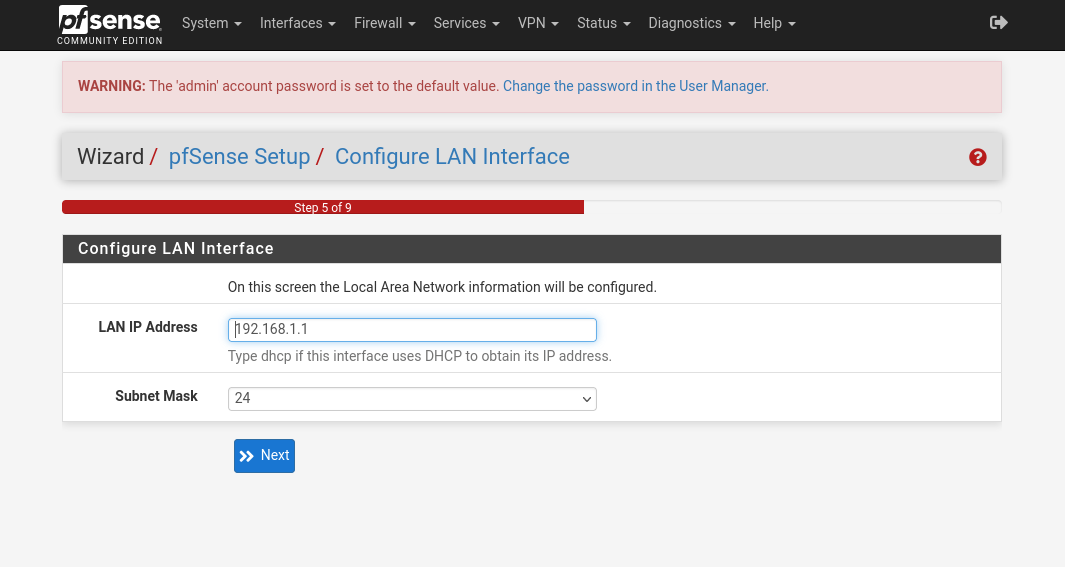 pfsense System Interfaces Firewall Services VPN Status Diagnostics Help
COMMUNITY EDITION
WARNING: The 'admin' account password is set to the default value. Change the password in the User Manager.
Wizard / pfSense Setup / Configure LAN Interface
Step 5 of 9
Configure LAN Interface
On this screen the Local Area Network information will be configured.
LAN IP Address 192.168.1.1
Type dhcp if this interface uses DHCP to obtain its IP address.
Subnet Mask 24
Next